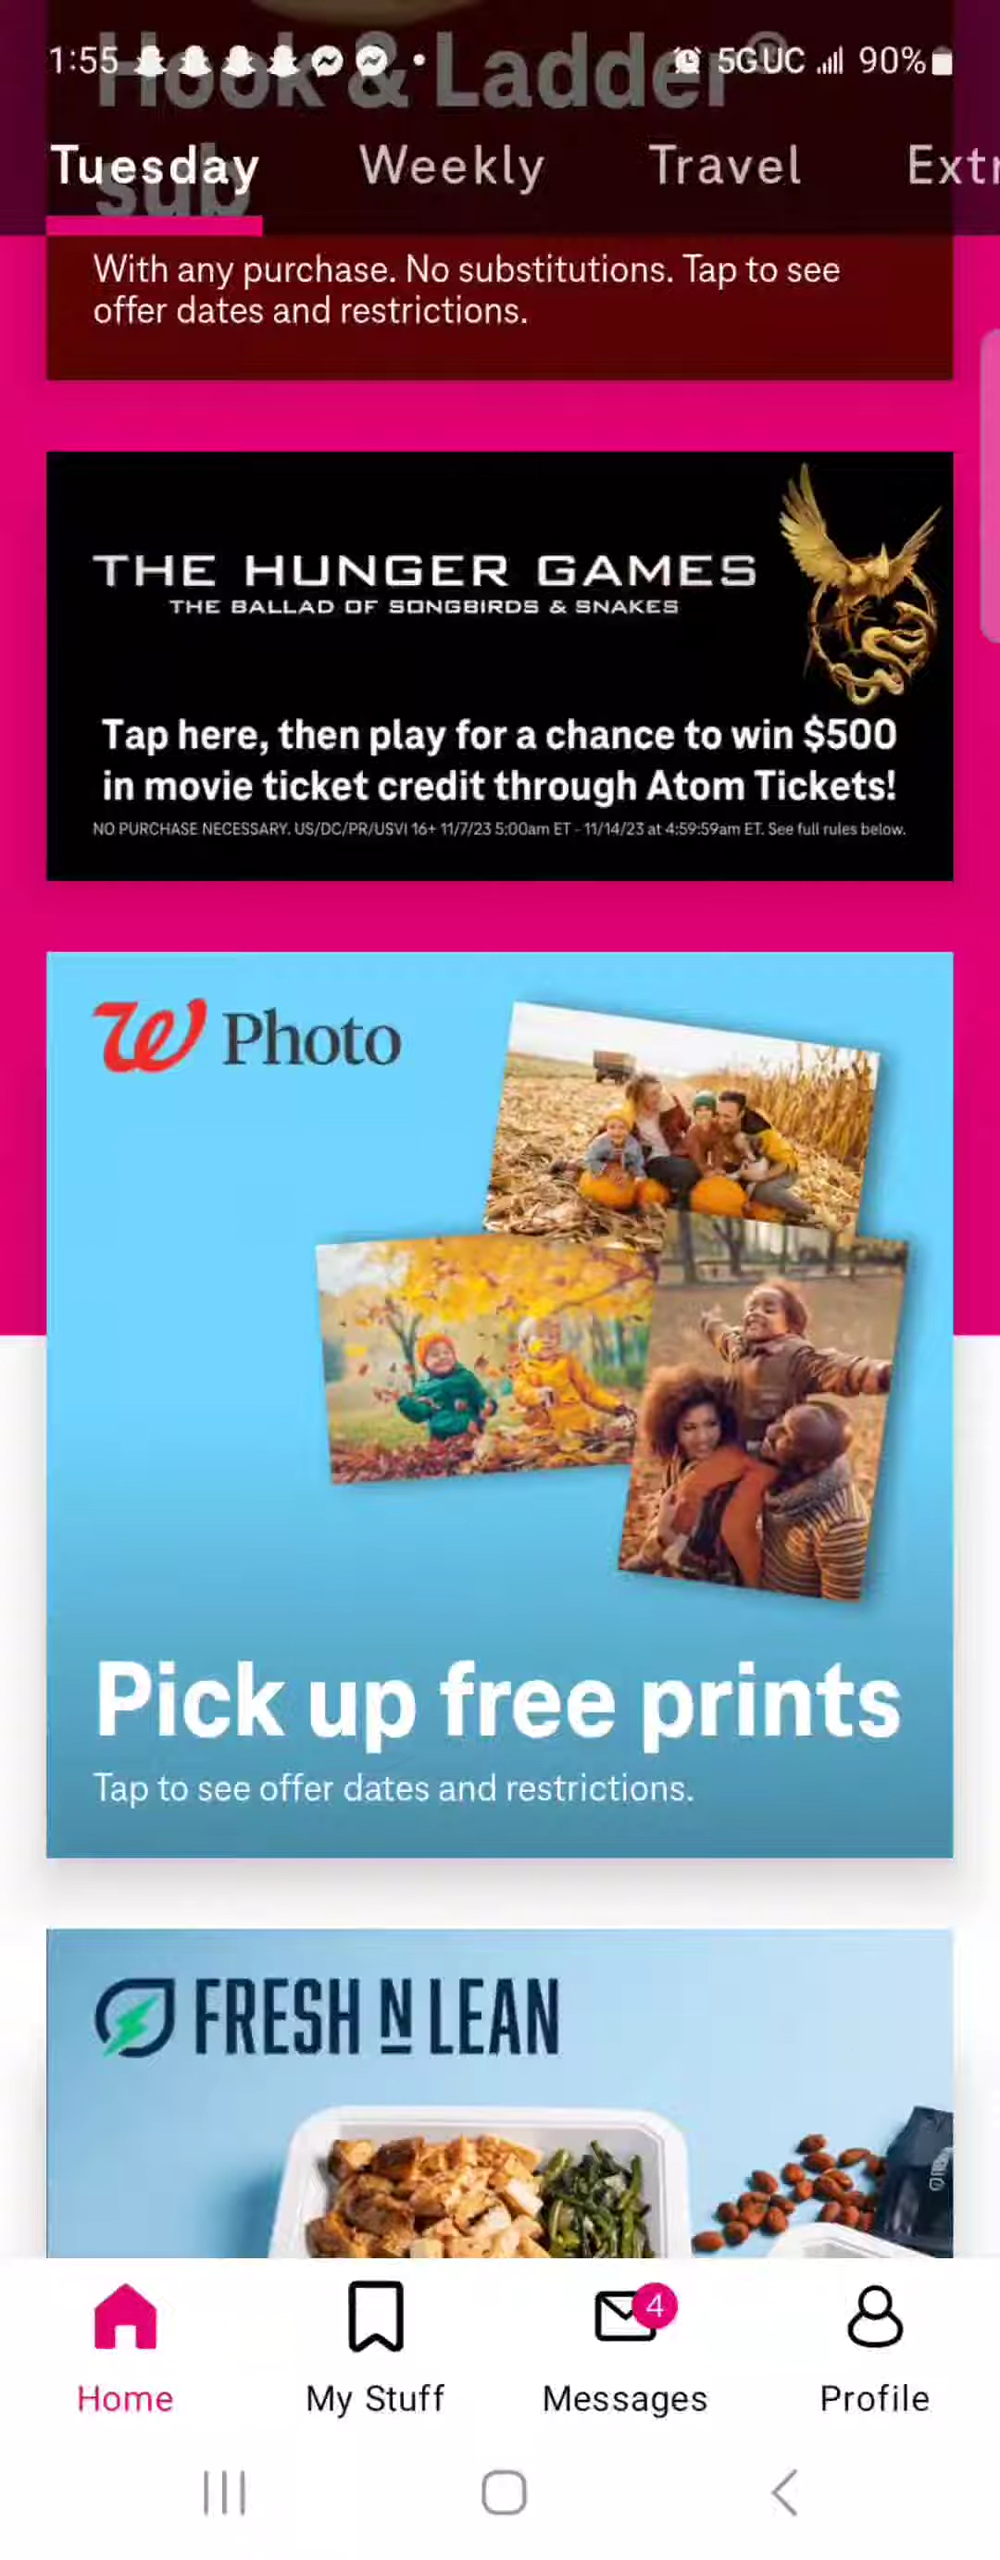 1:55
5GUC
90%
Hook & Ladder®
Tuesday
Weekly
Travel
Extr
sub
With any purchase. No substitutions. Tap to see
offer dates and restrictions.
THE HUNGER GAMES
THE BALLAD OF SONGBIRDS & SNAKES
Tap here, then play for a chance to win $500
in movie ticket credit through Atom Tickets!
NO PURCHASE NECESSARY. US/DC/PR/USVI 16+ 11/7/23 5:00am ET - 11/14/23 at 4:59:59am ET. See full rules below.
W Photo
Pick up free prints
Tap to see offer dates and restrictions.
FRESH N LEAN
4
Home
My Stuff
Messages
Profile